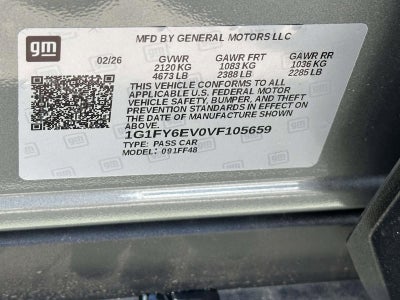 gm
MFD BY GENERAL MOTORS LLC
02/26 GVWR GAWR FRT GAWR RR
2120 KG 1083 KG 1036 KG
4673 LB 2388 LB 2285 LB
THIS VEHICLE CONFORMS TO ALL
APPLICABLE U.S. FEDERAL MOTOR
VEHICLE SAFETY, BUMPER, AND THEFT
PREVENTION STANDARDS IN EFFECT ON
THE DATE OF MANUFACTURE SHOWN
ABOVE.
1G1FY6EV0VF105659
TYPE: PASS CAR
MODEL: 091FF48